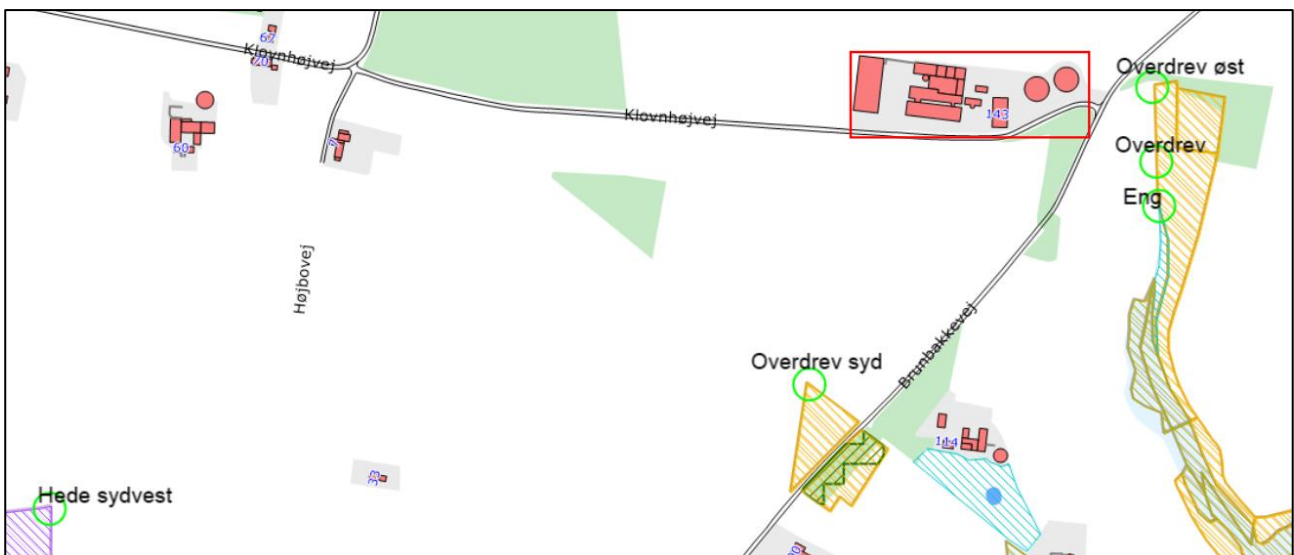 67
Klovnhøjvej
70
Overdrev øst
Klovnhøjvej
143
60
Overdrev
Eng
Højbovej
Brunbakkevej
Overdrev syd
114
33
Hede sydvest